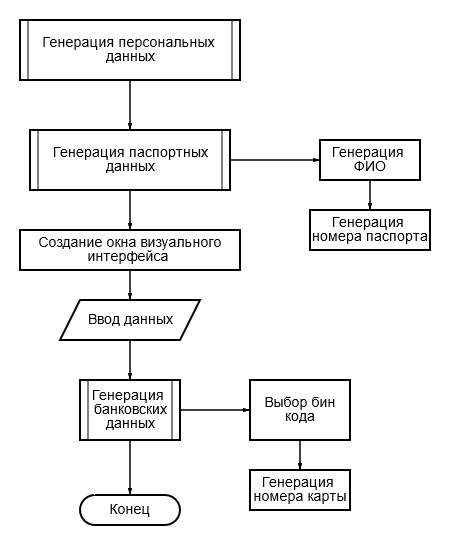 Генерация персональных
данных
Генерация паспортных
данных
Генерация
ФИО
Генерация
номера паспорта
Создание окна визуального
интерфейса
Ввод данных
Генерация
банковских
данных
Выбор бин
кода
Генерация
номера карты
Конец